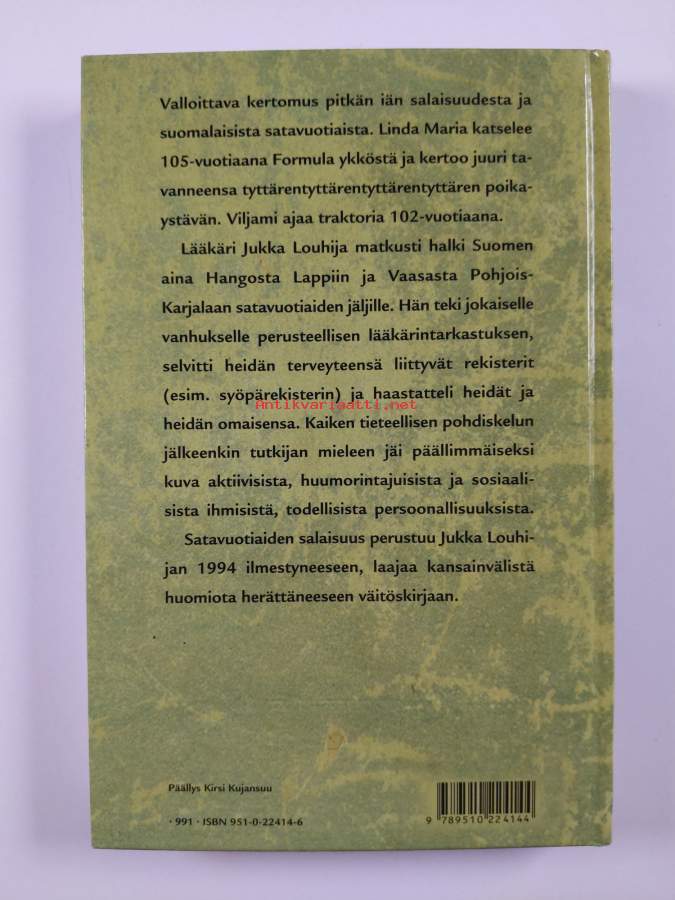 Valloittava kertomus pitkän iän salaisuudesta ja
suomalaisista satavuotiaista. Linda Maria katselee
105-vuotiaana Formula ykköstä ja kertoo juuri ta-
vanneensa tyttärentyttärentyttärentyttären poika-
ystävän. Viljami ajaa traktoria 102-vuotiaana.
Lääkäri Jukka Louhija matkusti halki Suomen
aina Hangosta Lappiin ja Vaasasta Pohjois-
Karjalaan satavuotiaiden jäljille. Hän teki jokaiselle
vanhukselle perusteellisen lääkärintarkastuksen,
selvitti heidän terveyteensä liittyvät rekisterit
(esim. syöpärekisterin) ja haastatteli heidät ja
Antikvariaatti.net
heidän omaisensa. Kaiken tieteellisen pohdiskelun
jälkeenkin tutkijan mieleen jäi päällimmäiseksi
kuva aktiivisista, huumorintajuisista ja sosiaali-
sista ihmisistä, todellisista persoonallisuuksista.
Satavuotiaiden salaisuus perustuu Jukka Louhi-
jan 1994 ilmestyneeseen, laajaa kansainvälistä
huomiota herättäneeseen väitöskirjaan.
Päällys Kirsi Kujansuu
· 991 · ISBN 951-0-22414-6
9 789510 224144